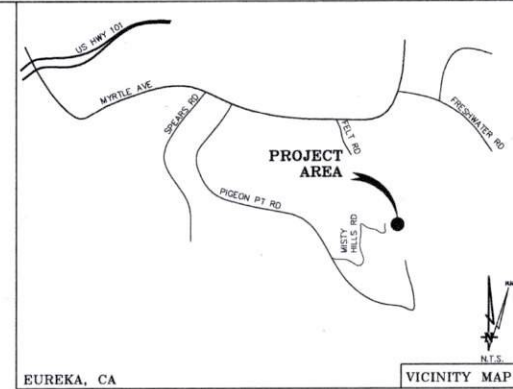 US HWY 101
MYRTLE AVE
SPEARS RD
FELT RD
FRESHWATER RD
PROJECT
AREA
PIGEON PT RD
MISTY
HILLS RD
N
N.T.S.
EUREKA, CA
VICINITY MAP